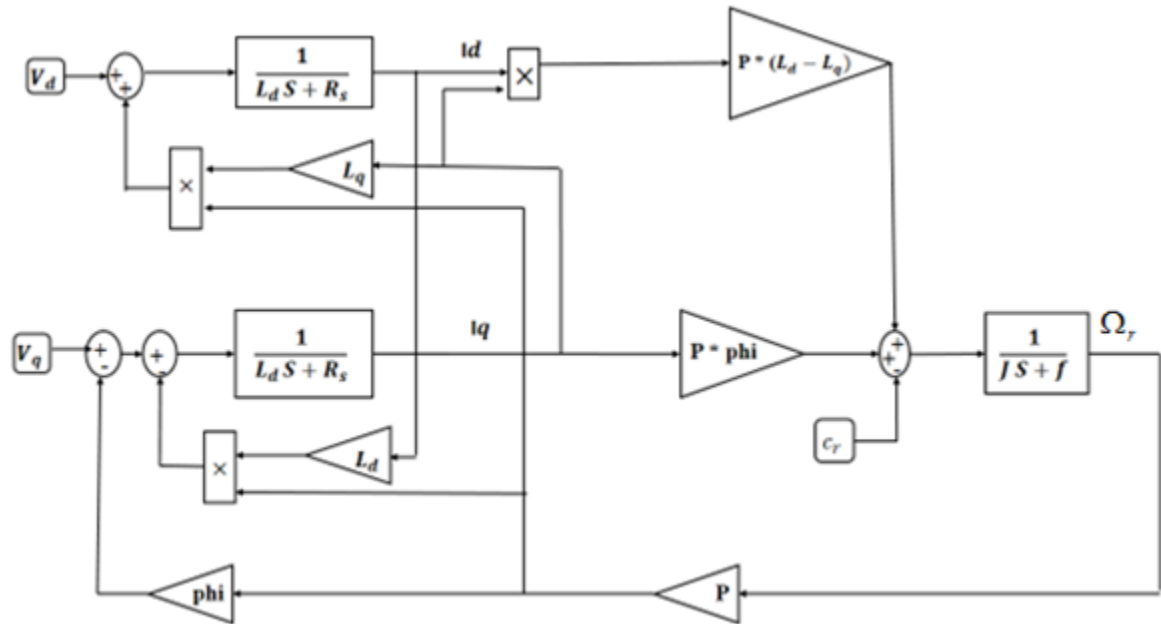 V_d
+
+
1
L_d S + R_s
Id
×
P * (L_d − L_q)
×
L_q
V_q
+
-
+
-
1
L_d S + R_s
Iq
P * phi
+
+
-
1
J S + f
Ω_r
c_r
×
L_d
phi
P